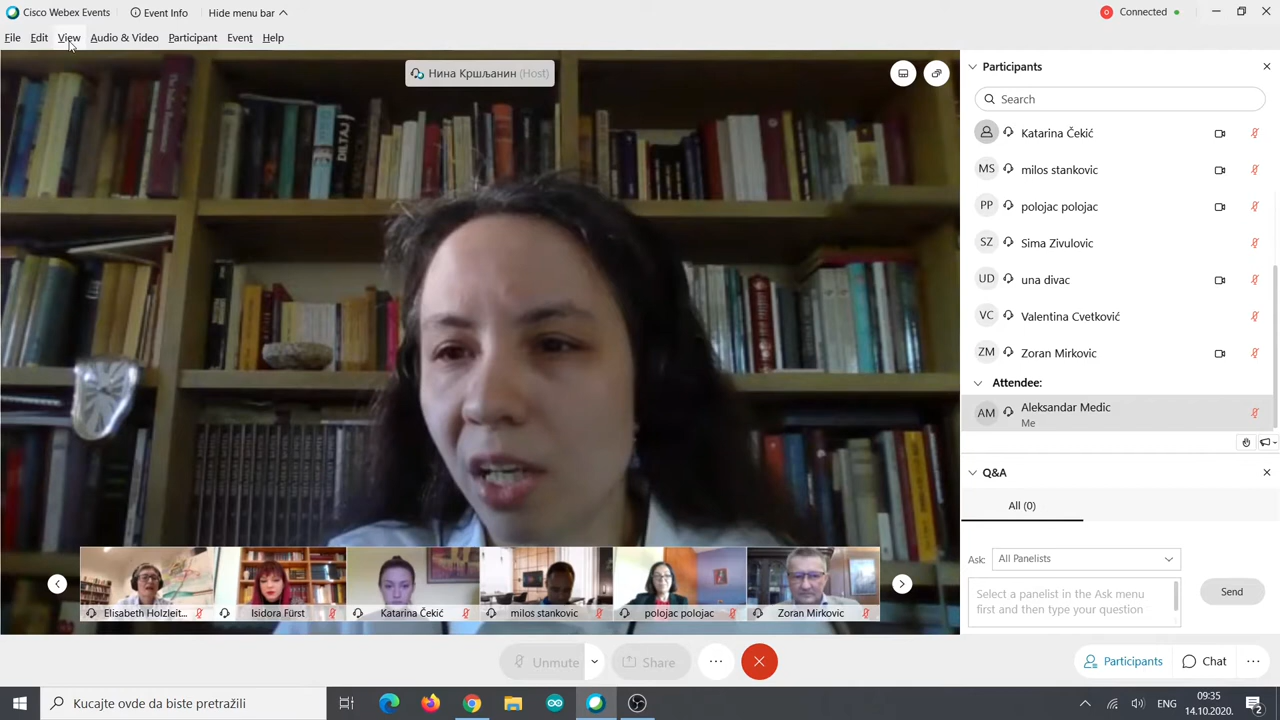 Cisco Webex Events
Event Info
Hide menu bar
Connected
File Edit View Audio & Video Participant Event Help
Нина Кршљанин (Host)
DILTAJ
Participants
Search
Katarina Čekić
MS milos stankovic
PP polojac polojac
SZ Sima Zivulovic
UD una divac
VC Valentina Cvetković
ZM Zoran Mirkovic
Attendee:
AM Aleksandar Medic
Me
Q&A
All (0)
Ask: All Panelists
Select a panelist in the Ask menu
first and then type your question
Send
Elisabeth Holzleit...
Isidora Fürst
Katarina Čekić
milos stankovic
polojac polojac
Zoran Mirkovic
Unmute
Share
Participants
Chat
Kucajte ovde da biste pretražili
ENG
09:35
14.10.2020.
2